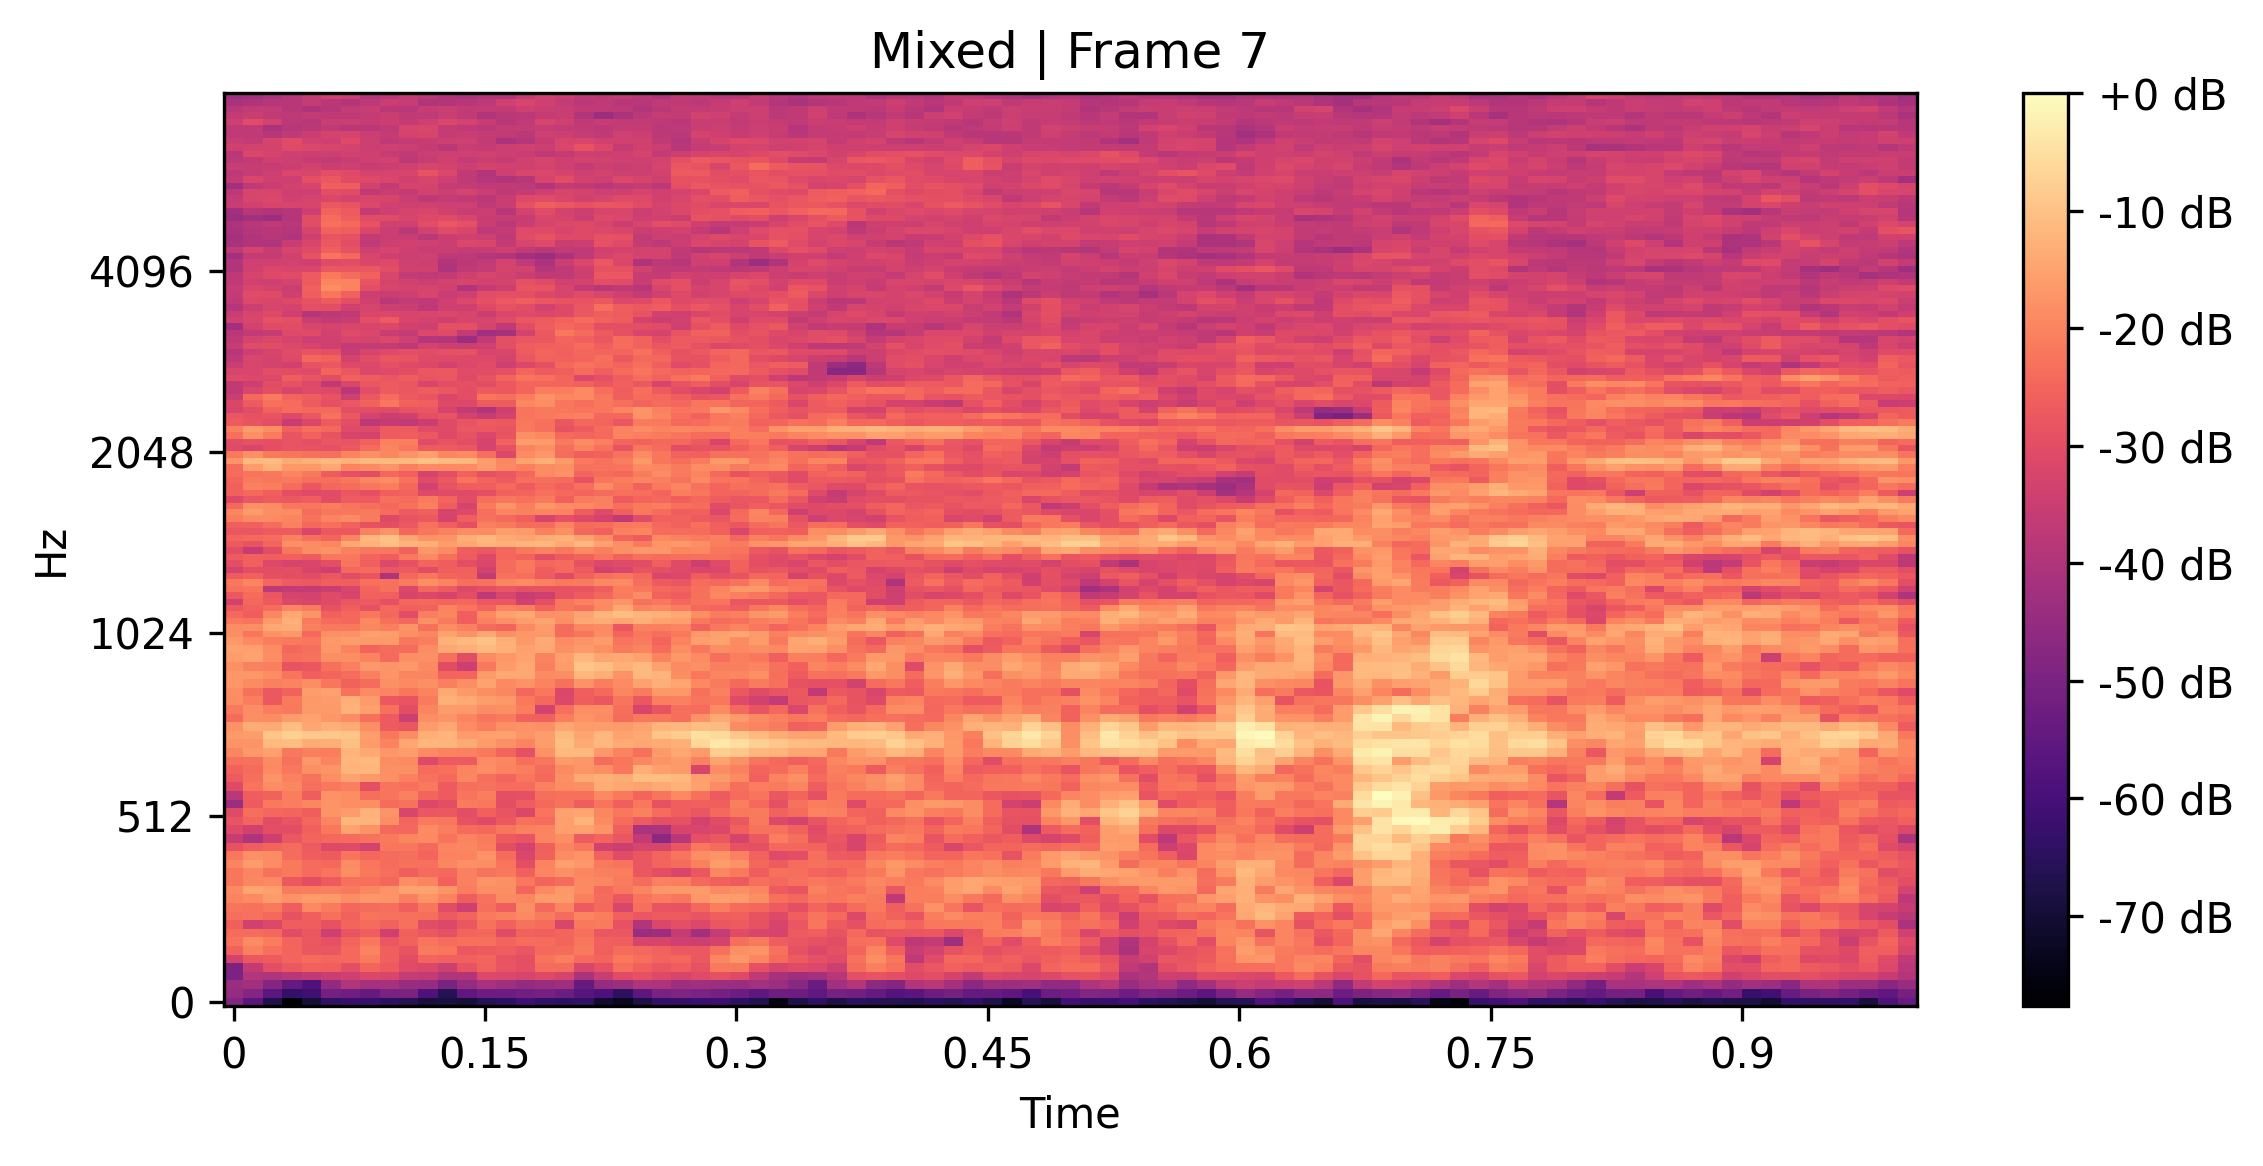 Mixed | Frame 7
Hz
4096
2048
1024
512
0
0 0.15 0.3 0.45 0.6 0.75 0.9
Time
+0 dB
-10 dB
-20 dB
-30 dB
-40 dB
-50 dB
-60 dB
-70 dB